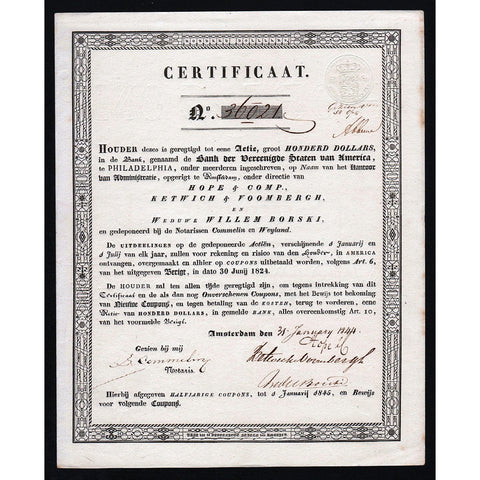 CERTIFICAAT.
No. 36021
HOUDER dezes is geregtigd tot eene Actie, groot HONDERD DOLLARS,
in de Bank, genaamd de Bank der Vereenigde Staten van America,
te PHILADELPHIA, onder meerderen ingeschreven, op Naam van het Kantoor
van Administratie, opgerigt te Amsterdam, onder directie van
HOPE & COMP.,
KETWICH & VOOMBERGH,
EN
WEDUWE WILLEM BORSKI,
en gedeponeerd bij de Notarissen Commelin en Weyland.
DE UITDEELINGEN op de gedeponeerde Actiën, verschijnende 1 Januarij en
1 Julij van elk jaar, zullen voor rekening en risico van den Houder, in AMERICA
ontvangen, overgemaakt en alhier op COUPONS uitbetaald worden, volgens Art. 6,
van het uitgegeven Berigt, in dato 30 Junij 1824.
DE HOUDER zal ten allen tijde geregtigd zijn, om tegens intrekking van dit
Certificaat en de als dan nog Onverschenen Coupons, met het Bewijs tot bekoming
van Nieuwe Coupons, en tegen betaling der KOSTEN, terug te vorderen, eene
Actie van HONDERD DOLLARS, in gemelde BANK, alles overeenkomstig Art. 10,
van het voormelde Berigt.
Amsterdam den 31 January 1844
Gezien bij mij
Notaris.
Hierbij afgegeven HALFJARIGE COUPONS, tot 1 Januarij 1845, en Bewijs
voor volgende Coupons.